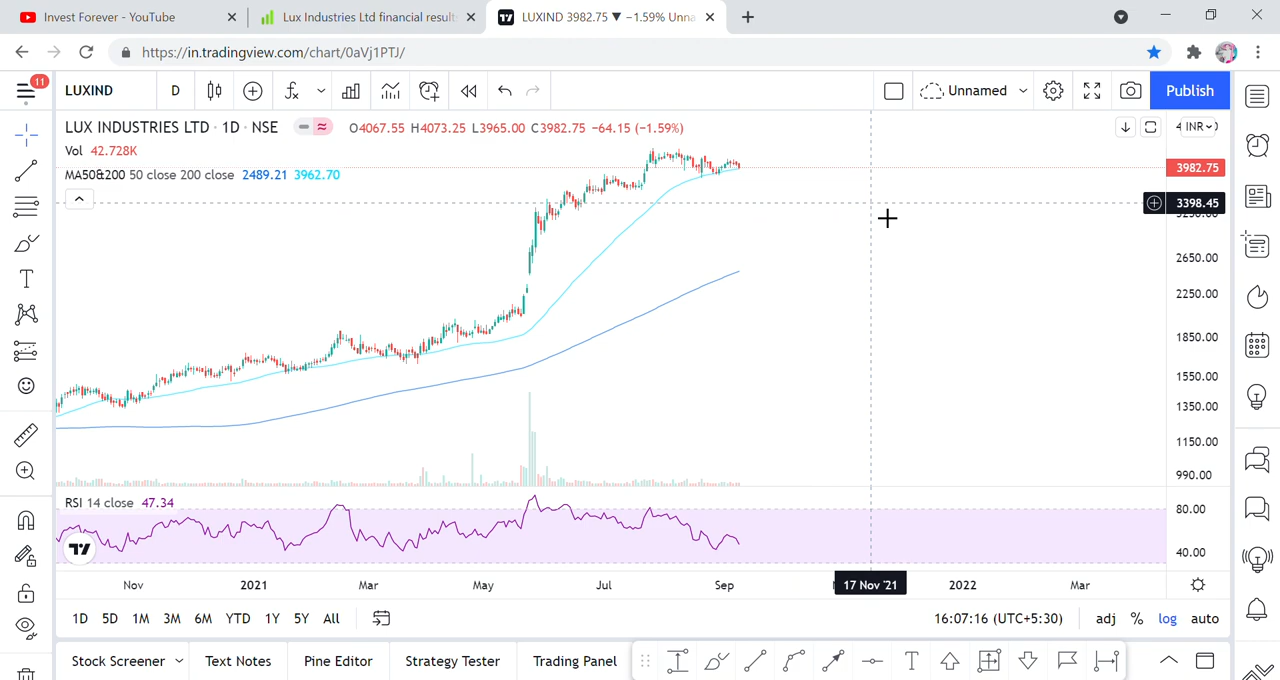 Invest Forever - YouTube
Lux Industries Ltd financial result
LUXIND 3982.75 ▼ −1.59% Unna
https://in.tradingview.com/chart/0aVj1PTJ/
11
LUXIND
D
Unnamed
Publish
LUX INDUSTRIES LTD · 1D · NSE
O4067.55 H4073.25 L3965.00 C3982.75 −64.15 (−1.59%)
INR
Vol 42.728K
MA50&200 50 close 200 close 2489.21 3962.70
3982.75
3398.45
3250.00
2650.00
2250.00
1850.00
1550.00
1350.00
1150.00
990.00
RSI 14 close 47.34
80.00
40.00
Nov 2021 Mar May Jul Sep 17 Nov '21 2022 Mar
1D 5D 1M 3M 6M YTD 1Y 5Y All
16:07:16 (UTC+5:30) adj % log auto
Stock Screener Text Notes Pine Editor Strategy Tester Trading Panel
T